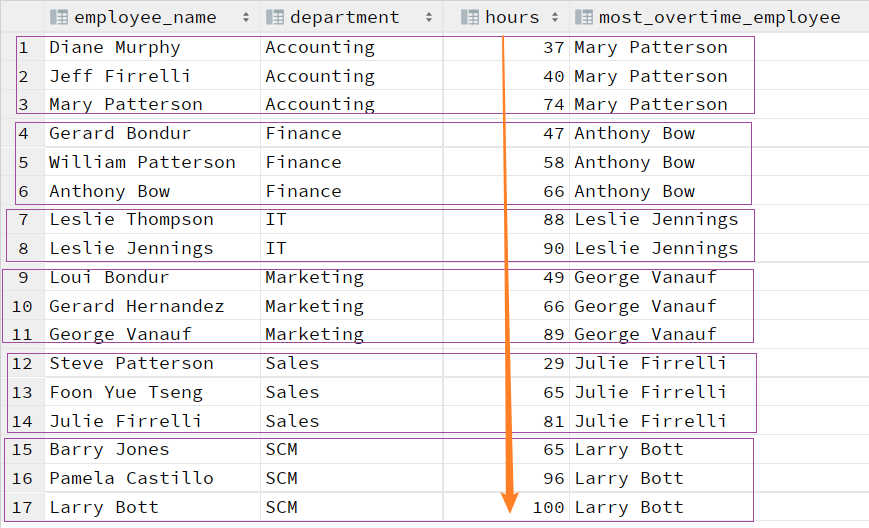 employee_name department hours most_overtime_employee
1 Diane Murphy Accounting 37 Mary Patterson
2 Jeff Firrelli Accounting 40 Mary Patterson
3 Mary Patterson Accounting 74 Mary Patterson
4 Gerard Bondur Finance 47 Anthony Bow
5 William Patterson Finance 58 Anthony Bow
6 Anthony Bow Finance 66 Anthony Bow
7 Leslie Thompson IT 88 Leslie Jennings
8 Leslie Jennings IT 90 Leslie Jennings
9 Loui Bondur Marketing 49 George Vanauf
10 Gerard Hernandez Marketing 66 George Vanauf
11 George Vanauf Marketing 89 George Vanauf
12 Steve Patterson Sales 29 Julie Firrelli
13 Foon Yue Tseng Sales 65 Julie Firrelli
14 Julie Firrelli Sales 81 Julie Firrelli
15 Barry Jones SCM 65 Larry Bott
16 Pamela Castillo SCM 96 Larry Bott
17 Larry Bott SCM 100 Larry Bott